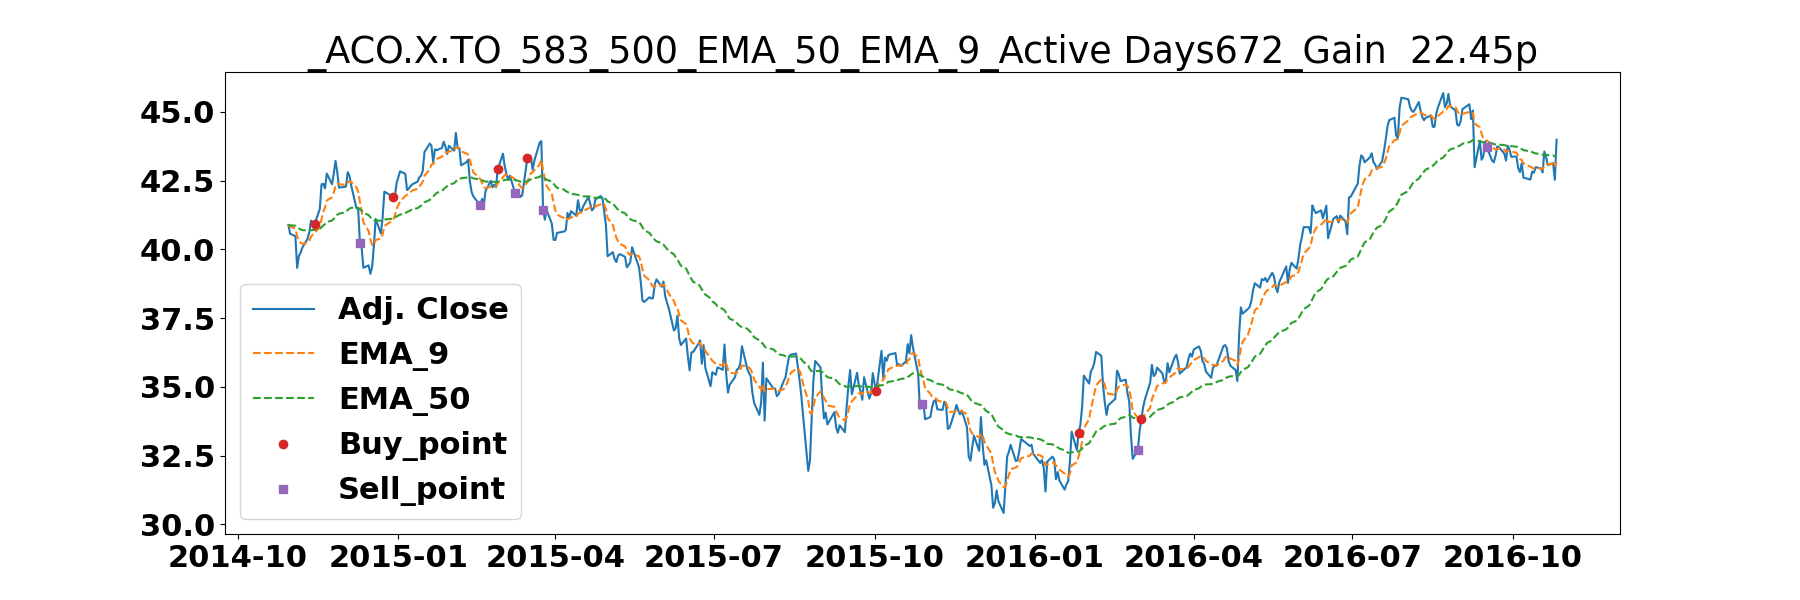 _ACO.X.TO_583_500_EMA_50_EMA_9_Active Days672_Gain  22.45p
45.0
42.5
40.0
37.5
35.0
32.5
30.0
Adj. Close
EMA_9
EMA_50
Buy_point
Sell_point
2014-10 2015-01 2015-04 2015-07 2015-10 2016-01 2016-04 2016-07 2016-10